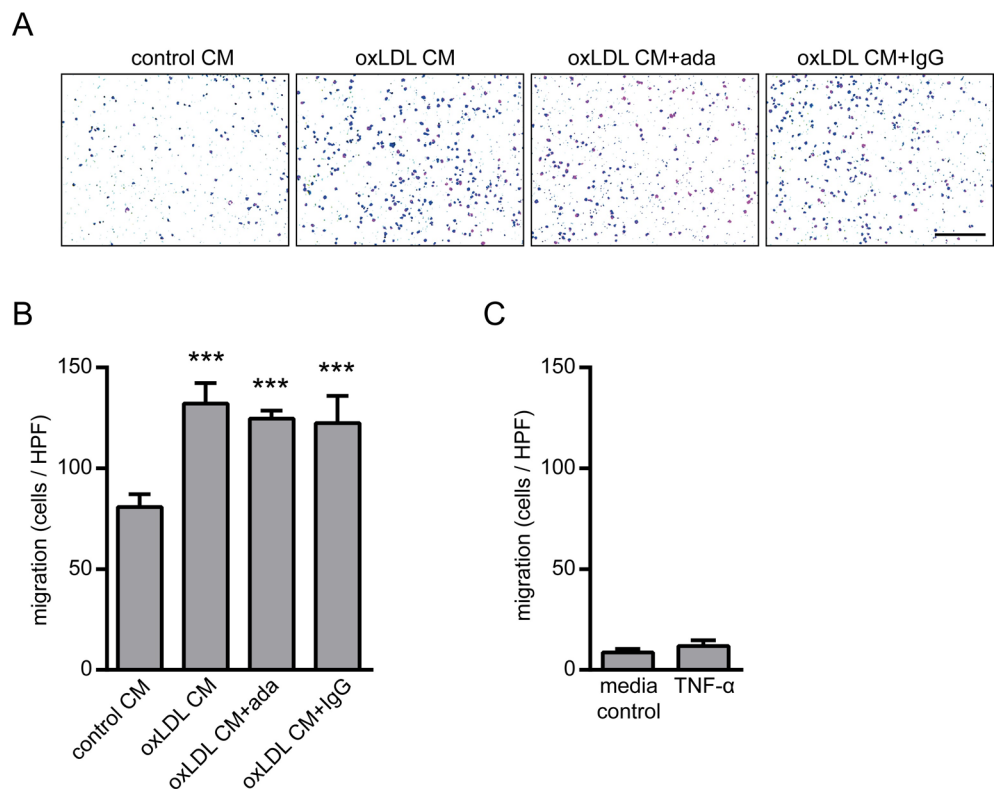 A
control CM
oxLDL CM
oxLDL CM+ada
oxLDL CM+IgG
B
migration (cells / HPF)
150
100
50
0
***
***
***
control CM
oxLDL CM
oxLDL CM+ada
oxLDL CM+IgG
C
migration (cells / HPF)
150
100
50
0
media
control
TNF-α